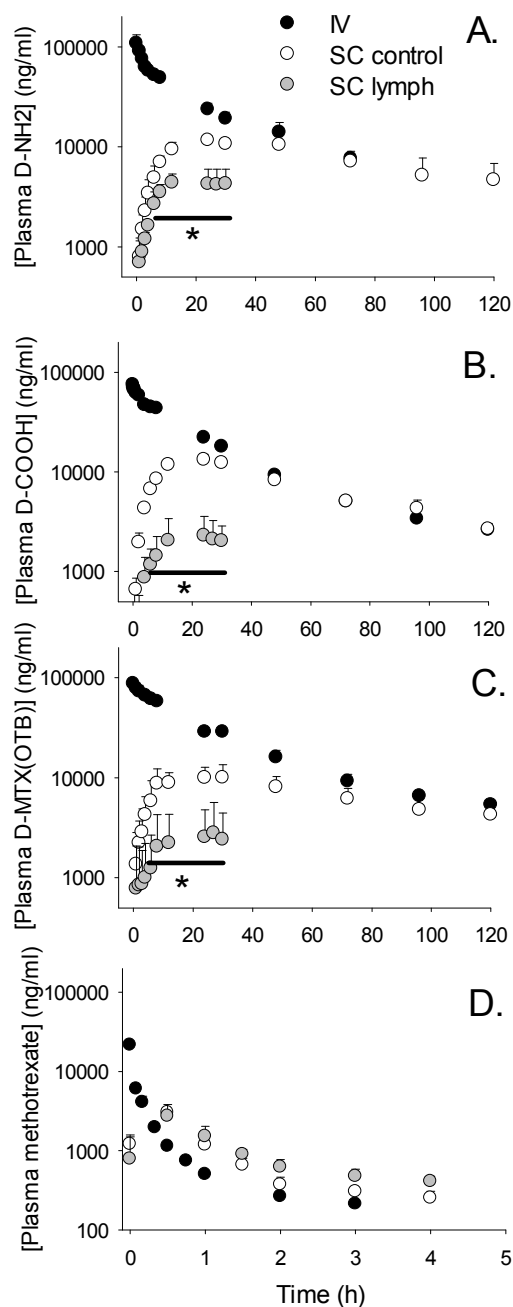 IV
SC control
SC lymph
A.
[Plasma D-NH2] (ng/ml)
100000
10000
1000
*
0 20 40 60 80 100 120
B.
[Plasma D-COOH] (ng/ml)
100000
10000
1000
*
0 20 40 60 80 100 120
C.
[Plasma D-MTX(OTB)] (ng/ml)
100000
10000
1000
*
0 20 40 60 80 100 120
D.
[Plasma methotrexate] (ng/ml)
100000
10000
1000
100
0 1 2 3 4 5
Time (h)